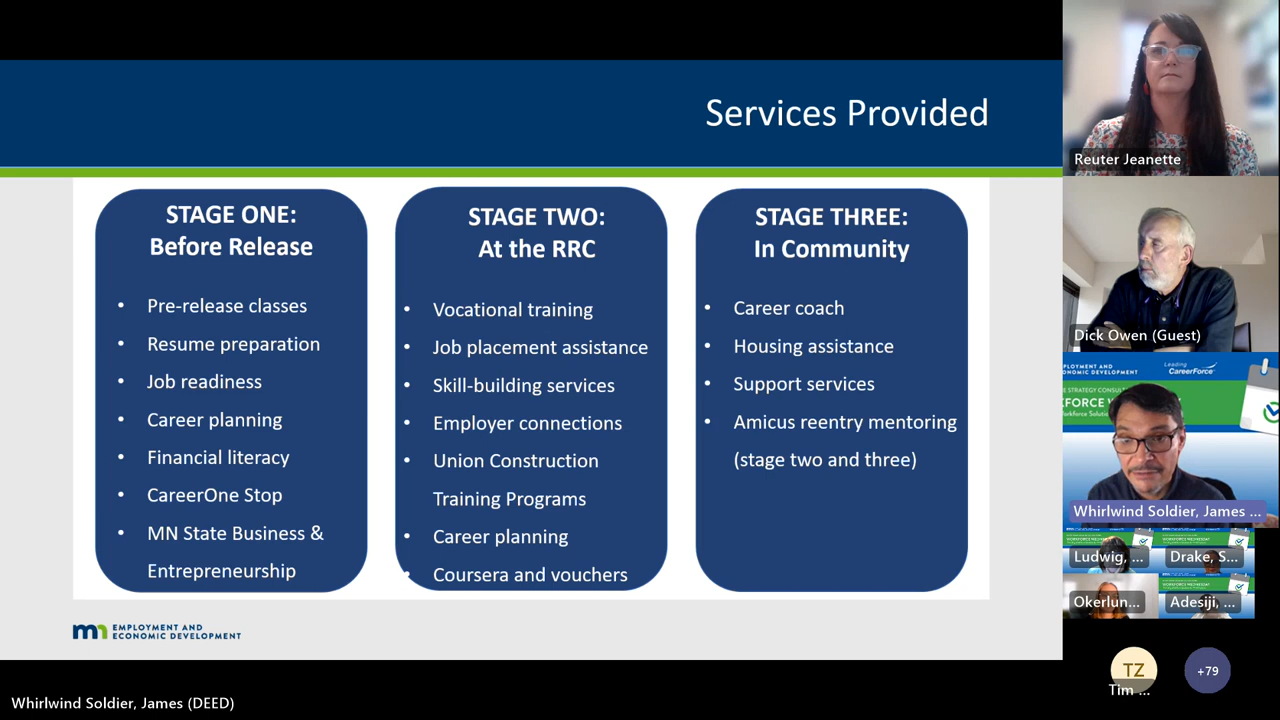 Services Provided
STAGE ONE:
Before Release
• Pre-release classes
• Resume preparation
• Job readiness
• Career planning
• Financial literacy
• CareerOne Stop
• MN State Business &
Entrepreneurship
STAGE TWO:
At the RRC
• Vocational training
• Job placement assistance
• Skill-building services
• Employer connections
• Union Construction
Training Programs
• Career planning
• Coursera and vouchers
STAGE THREE:
In Community
• Career coach
• Housing assistance
• Support services
• Amicus reentry mentoring
(stage two and three)
mn EMPLOYMENT AND
ECONOMIC DEVELOPMENT
Whirlwind Soldier, James (DEED)
Reuter Jeanette
Dick Owen (Guest)
Leading
CareerForce
Whirlwind Soldier, James ...
Ludwig, ...
Drake, S...
Okerlun...
Adesiji, ...
TZ
Tim ...
+79